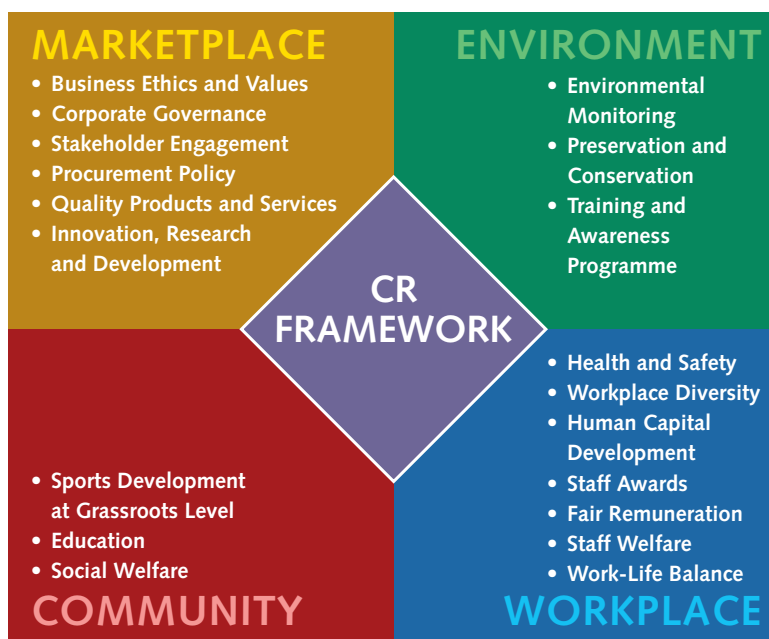 MARKETPLACE
• Business Ethics and Values
• Corporate Governance
• Stakeholder Engagement
• Procurement Policy
• Quality Products and Services
• Innovation, Research
and Development
ENVIRONMENT
• Environmental
Monitoring
• Preservation and
Conservation
• Training and
Awareness
Programme
CR
FRAMEWORK
• Sports Development
at Grassroots Level
• Education
• Social Welfare
COMMUNITY
• Health and Safety
• Workplace Diversity
• Human Capital
Development
• Staff Awards
• Fair Remuneration
• Staff Welfare
• Work-Life Balance
WORKPLACE